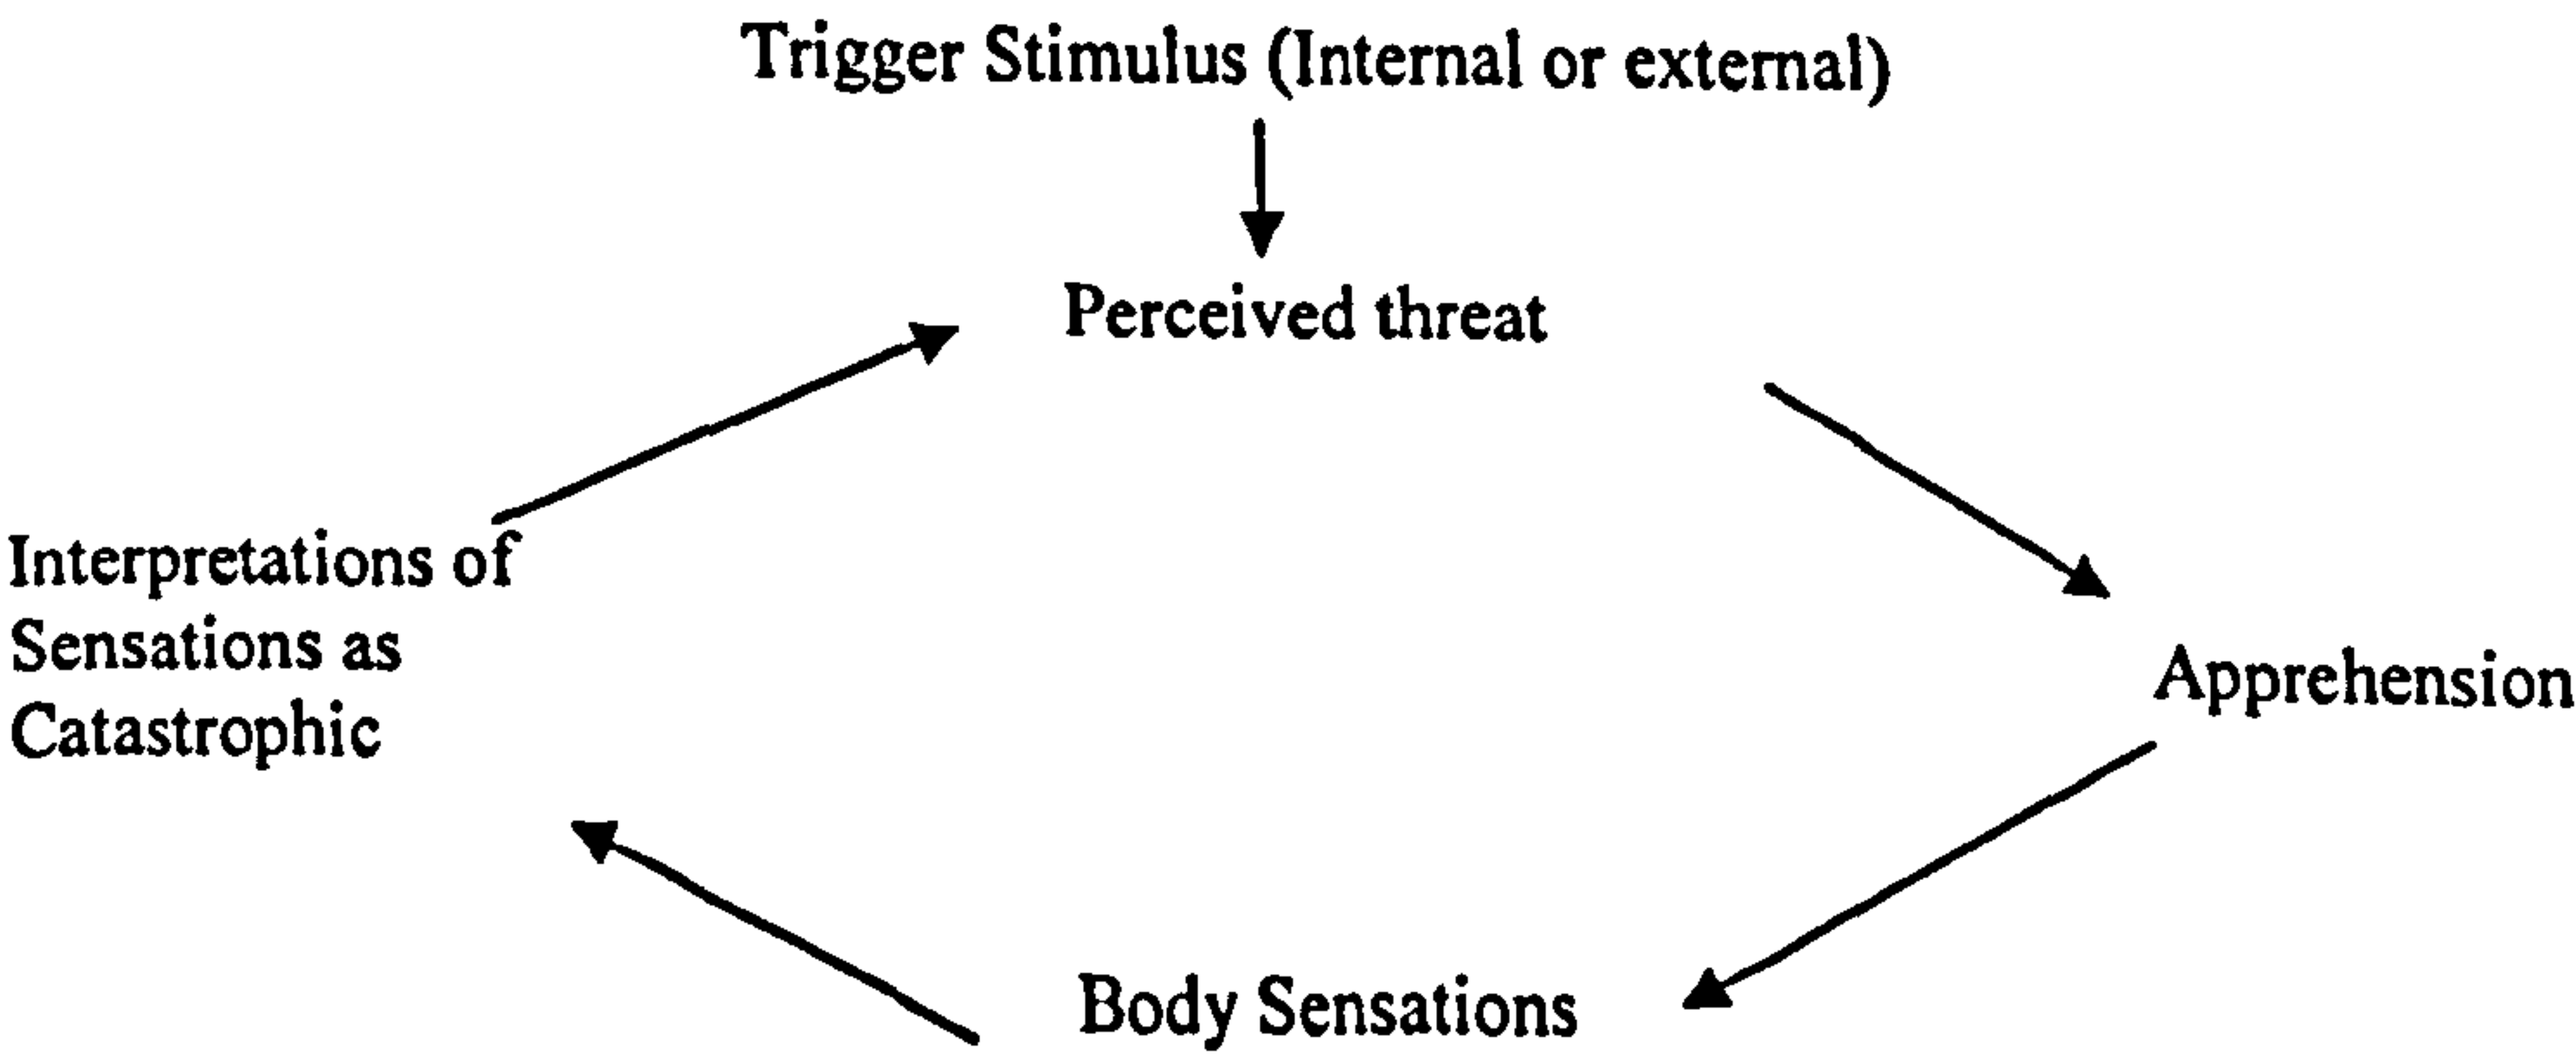 Trigger Stimulus (Internal or external)
Perceived threat
Interpretations of
Sensations as
Catastrophic
Apprehension
Body Sensations